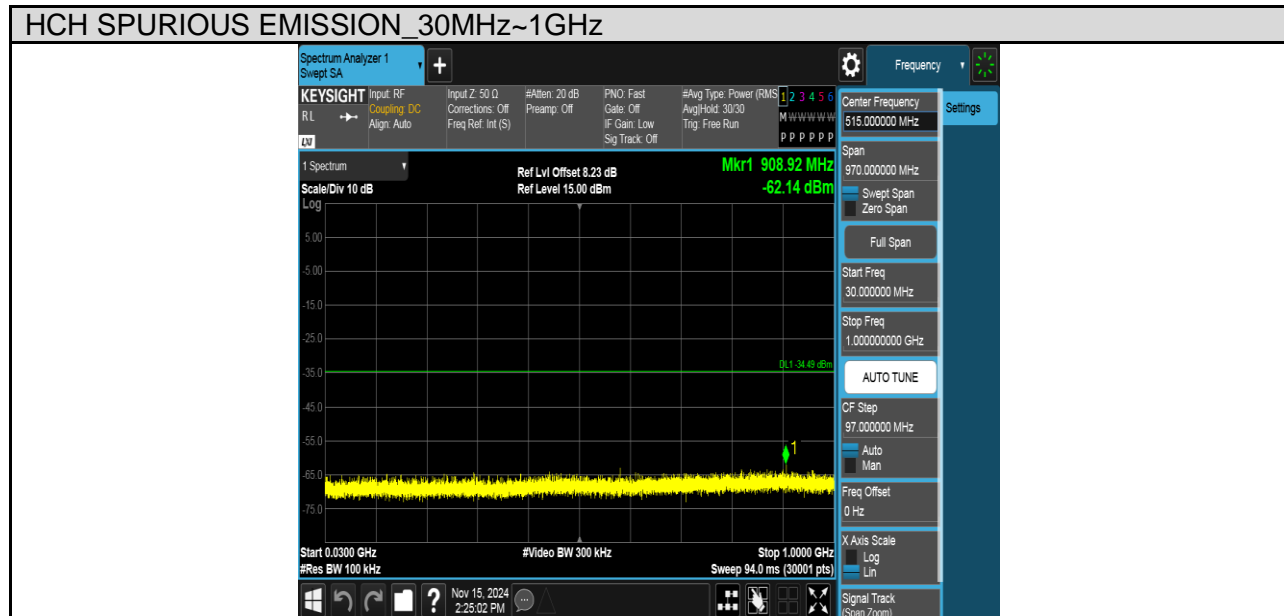 HCH SPURIOUS EMISSION_30MHz~1GHz
Spectrum Analyzer 1
Swept SA
Frequency
KEYSIGHT
RL
LXI
Input: RF
Coupling: DC
Align: Auto
Input Z: 50 Ω
Corrections: Off
Freq Ref: Int (S)
#Atten: 20 dB
Preamp: Off
PNO: Fast
Gate: Off
IF Gain: Low
Sig Track: Off
#Avg Type: Power (RMS
Avg|Hold: 30/30
Trig: Free Run
1 2 3 4 5 6
M W W W W W
P P P P P P
Center Frequency
515.000000 MHz
Settings
1 Spectrum
Scale/Div 10 dB
Ref Lvl Offset 8.23 dB
Ref Level 15.00 dBm
Mkr1 908.92 MHz
-62.14 dBm
Log
5.00
-5.00
-15.0
-25.0
-35.0
-45.0
-55.0
-65.0
-75.0
DL1 -34.49 dBm
1
Start 0.0300 GHz
#Res BW 100 kHz
#Video BW 300 kHz
Stop 1.0000 GHz
Sweep 94.0 ms (30001 pts)
Span
970.000000 MHz
Swept Span
Zero Span
Full Span
Start Freq
30.000000 MHz
Stop Freq
1.000000000 GHz
AUTO TUNE
CF Step
97.000000 MHz
Auto
Man
Freq Offset
0 Hz
X Axis Scale
Log
Lin
Signal Track
(Span Zoom)
?
Nov 15, 2024
2:25:02 PM